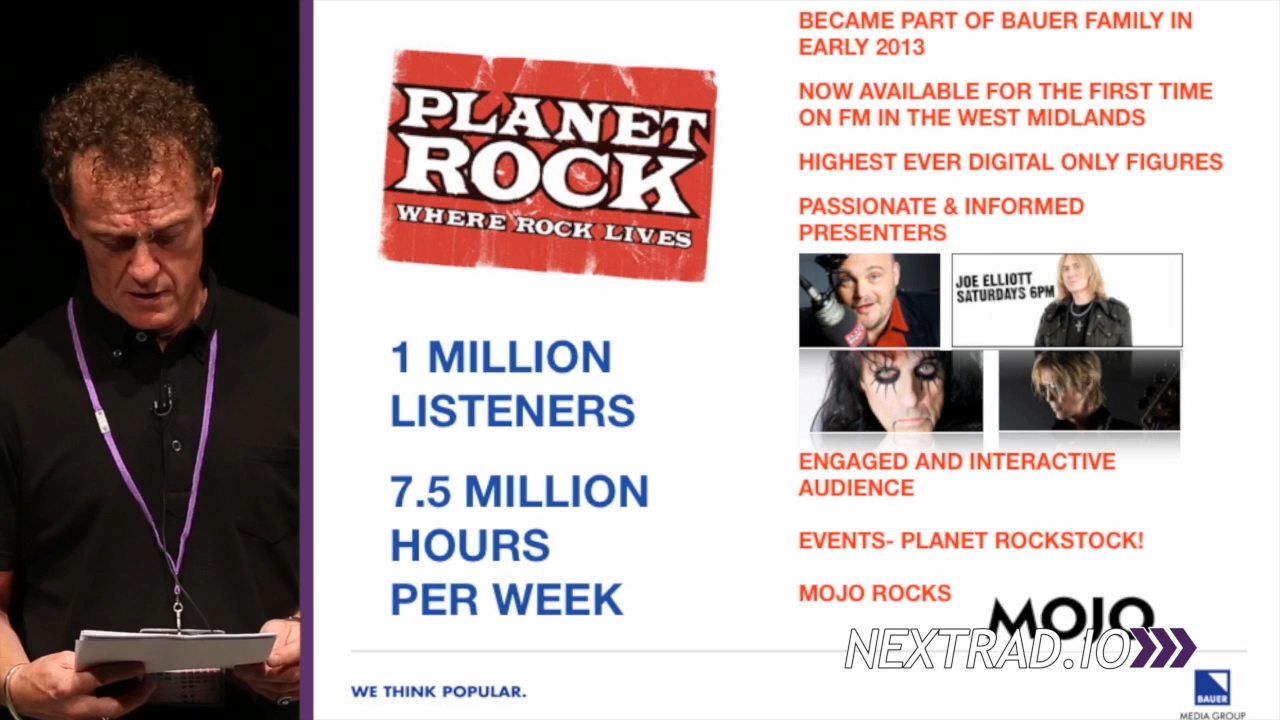 PLANET
ROCK
WHERE ROCK LIVES
1 MILLION
LISTENERS
7.5 MILLION
HOURS
PER WEEK
BECAME PART OF BAUER FAMILY IN
EARLY 2013
NOW AVAILABLE FOR THE FIRST TIME
ON FM IN THE WEST MIDLANDS
HIGHEST EVER DIGITAL ONLY FIGURES
PASSIONATE & INFORMED
PRESENTERS
JOE ELLIOTT
SATURDAYS 6PM
ENGAGED AND INTERACTIVE
AUDIENCE
EVENTS- PLANET ROCKSTOCK!
MOJO ROCKS
MOJO
NEXTRAD.IO
WE THINK POPULAR.
BAUER
MEDIA GROUP